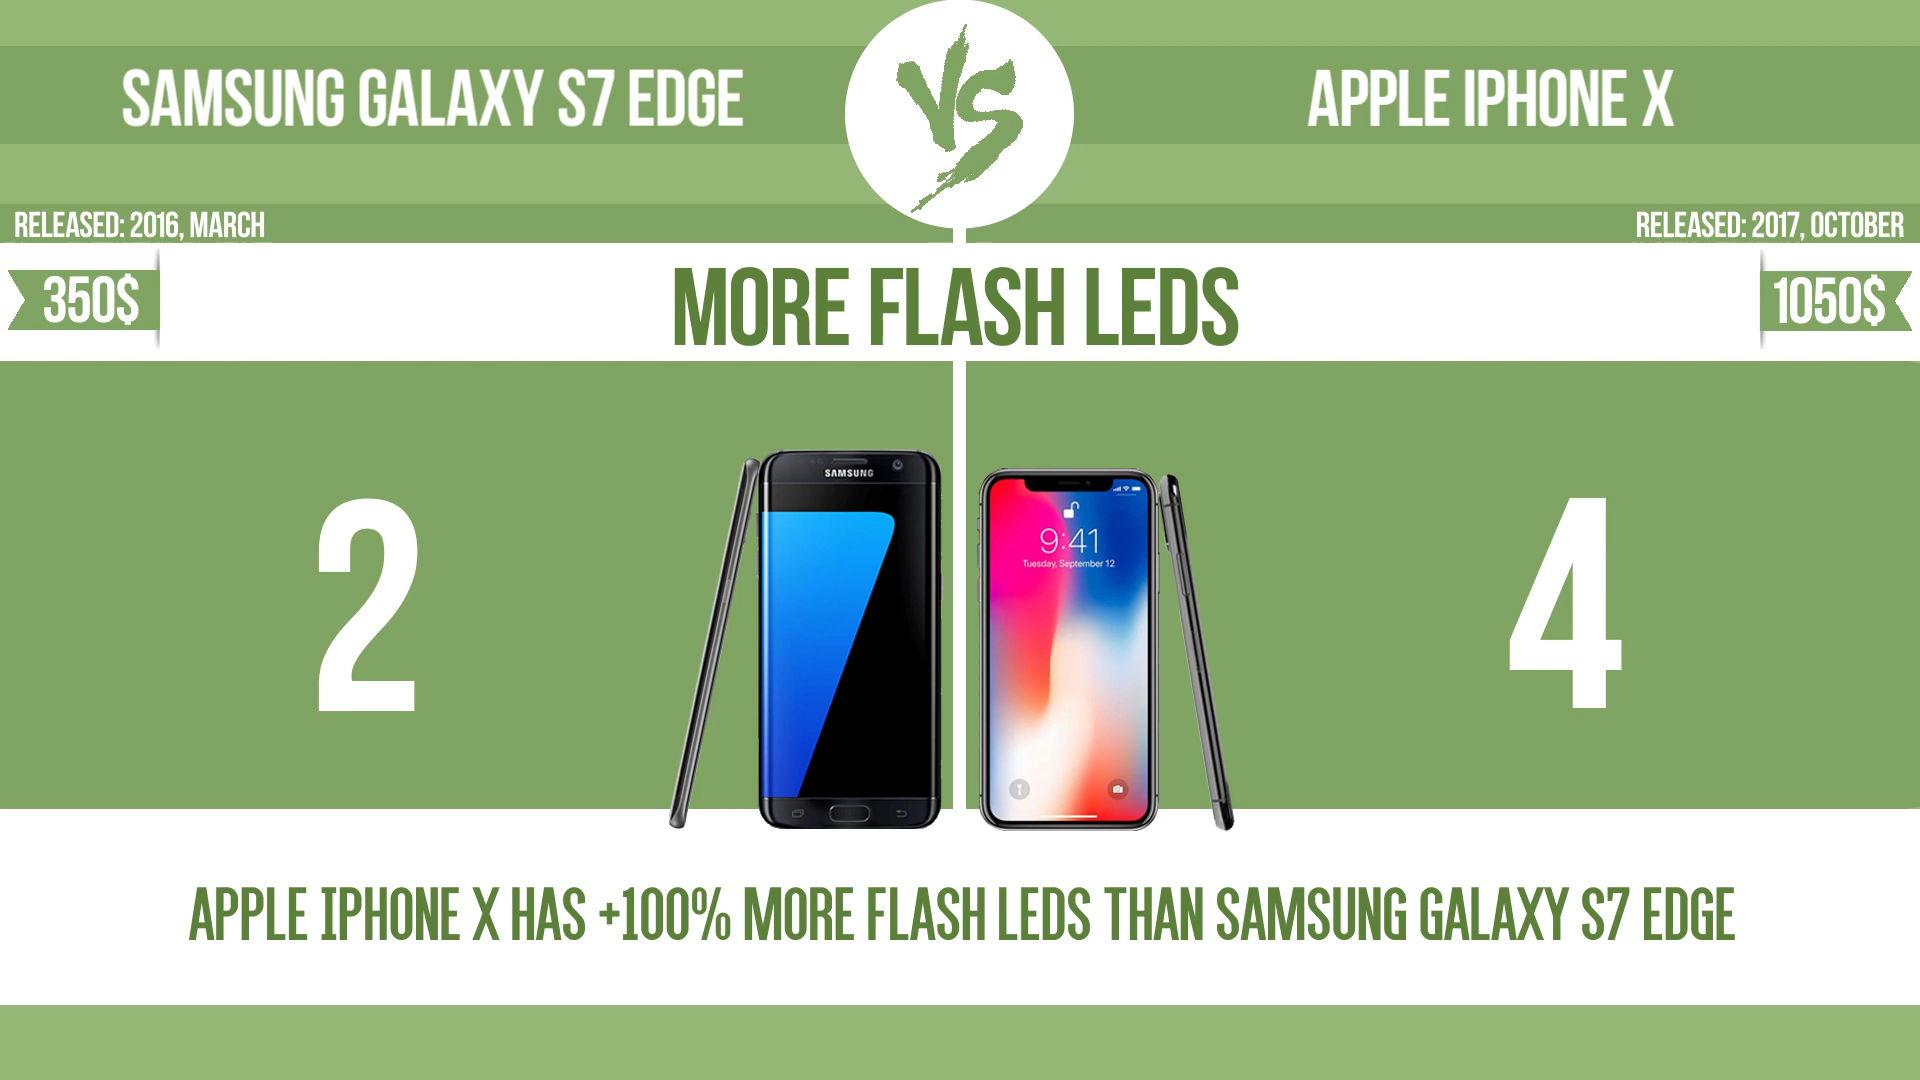 SAMSUNG GALAXY S7 EDGE
VS
APPLE IPHONE X
RELEASED: 2016, MARCH
RELEASED: 2017, OCTOBER
350$
MORE FLASH LEDS
1050$
2
SAMSUNG
9:41
Tuesday, September 12
4
APPLE IPHONE X HAS +100% MORE FLASH LEDS THAN SAMSUNG GALAXY S7 EDGE